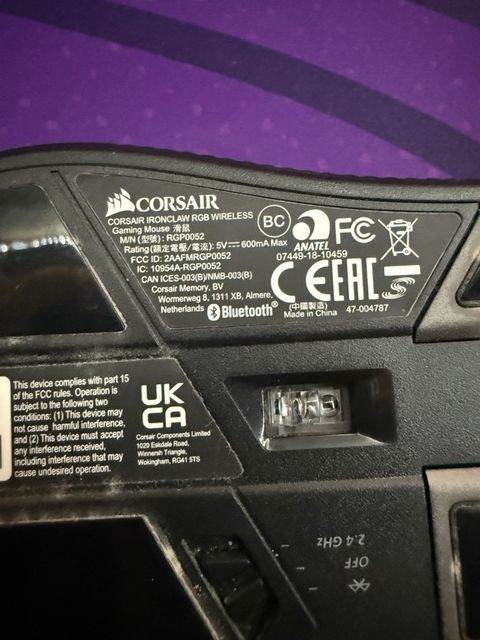 CORSAIR
CORSAIR IRONCLAW RGB WIRELESS
Gaming Mouse 滑鼠
M/N (型號) : RGP0052
Rating (額定電壓/電流): 5V⎓600mA Max
FCC ID: 2AAFMRGP0052
IC: 10954A-RGP0052
CAN ICES-003(B)/NMB-003(B)
Corsair Memory, BV
Wormerweg 8, 1311 XB, Almere,
Netherlands Bluetooth®
BC
ANATEL
07449-18-10459
FC
CE EAC
(中國製造)
Made in China
47-004787
This device complies with part 15
of the FCC rules. Operation is
subject to the following two
conditions: (1) This device may
not cause harmful interference,
and (2) This device must accept
any interference received,
including interference that may
cause undesired operation.
UK
CA
Corsair Components Limited
1020 Eskdale Road,
Winnersh Triangle,
Wokingham, RG41 5TS
2.4 GHz
OFF